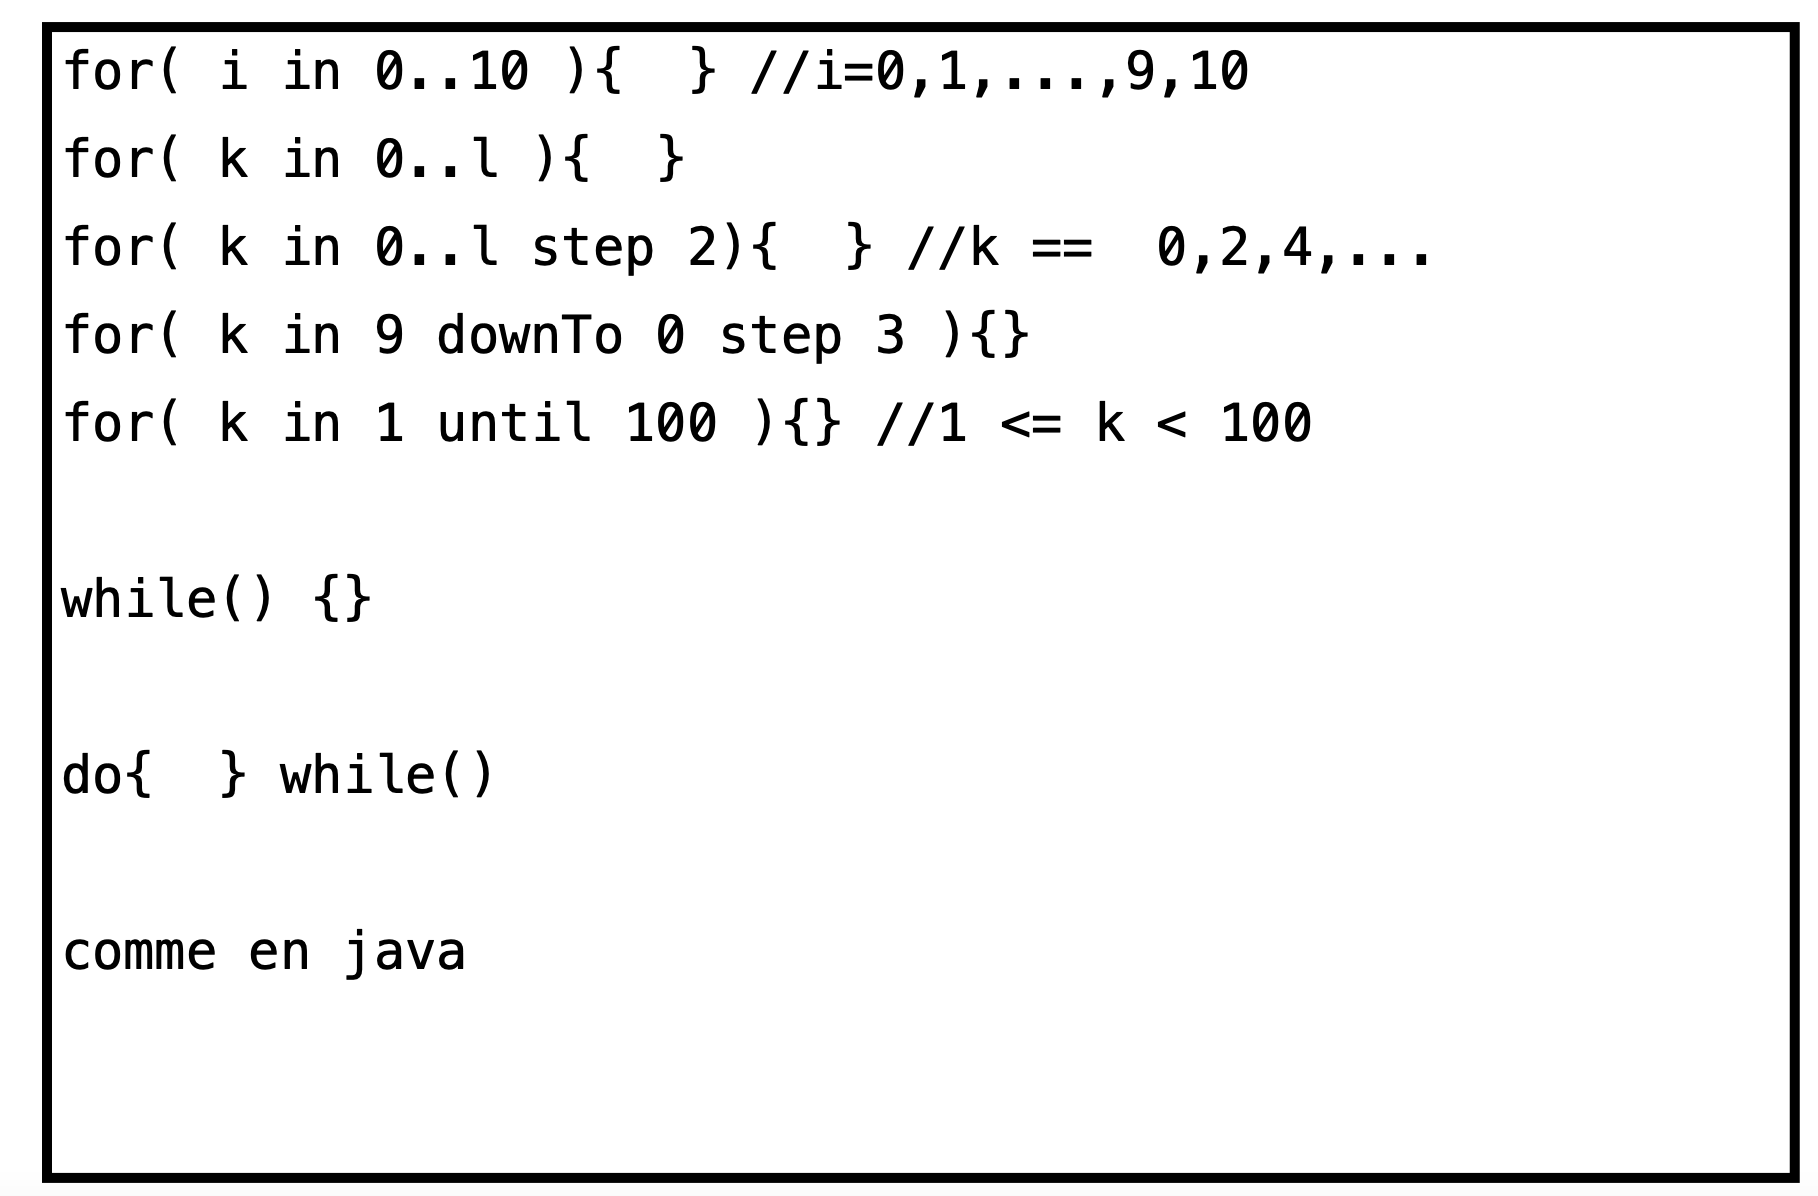 for( i in 0..10 ){  } //i=0,1,...,9,10
for( k in 0..l ){  }
for( k in 0..l step 2){  } //k ==  0,2,4,...
for( k in 9 downTo 0 step 3 ){}
for( k in 1 until 100 ){} //1 <= k < 100
while() {}
do{  } while()
comme en java